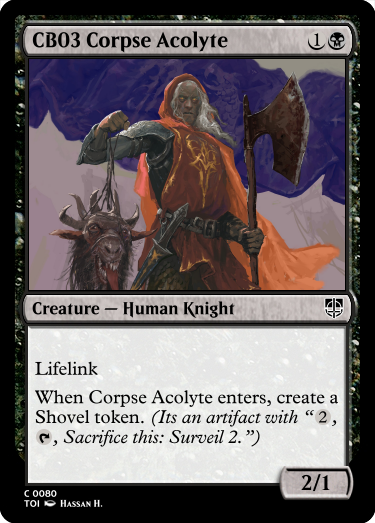 CB03 Corpse Acolyte 1
Creature — Human Knight
Lifelink
When Corpse Acolyte enters, create a
Shovel token. (Its an artifact with “2,
, Sacrifice this: Surveil 2.”)
2/1
C 0080
TOI HASSAN H.